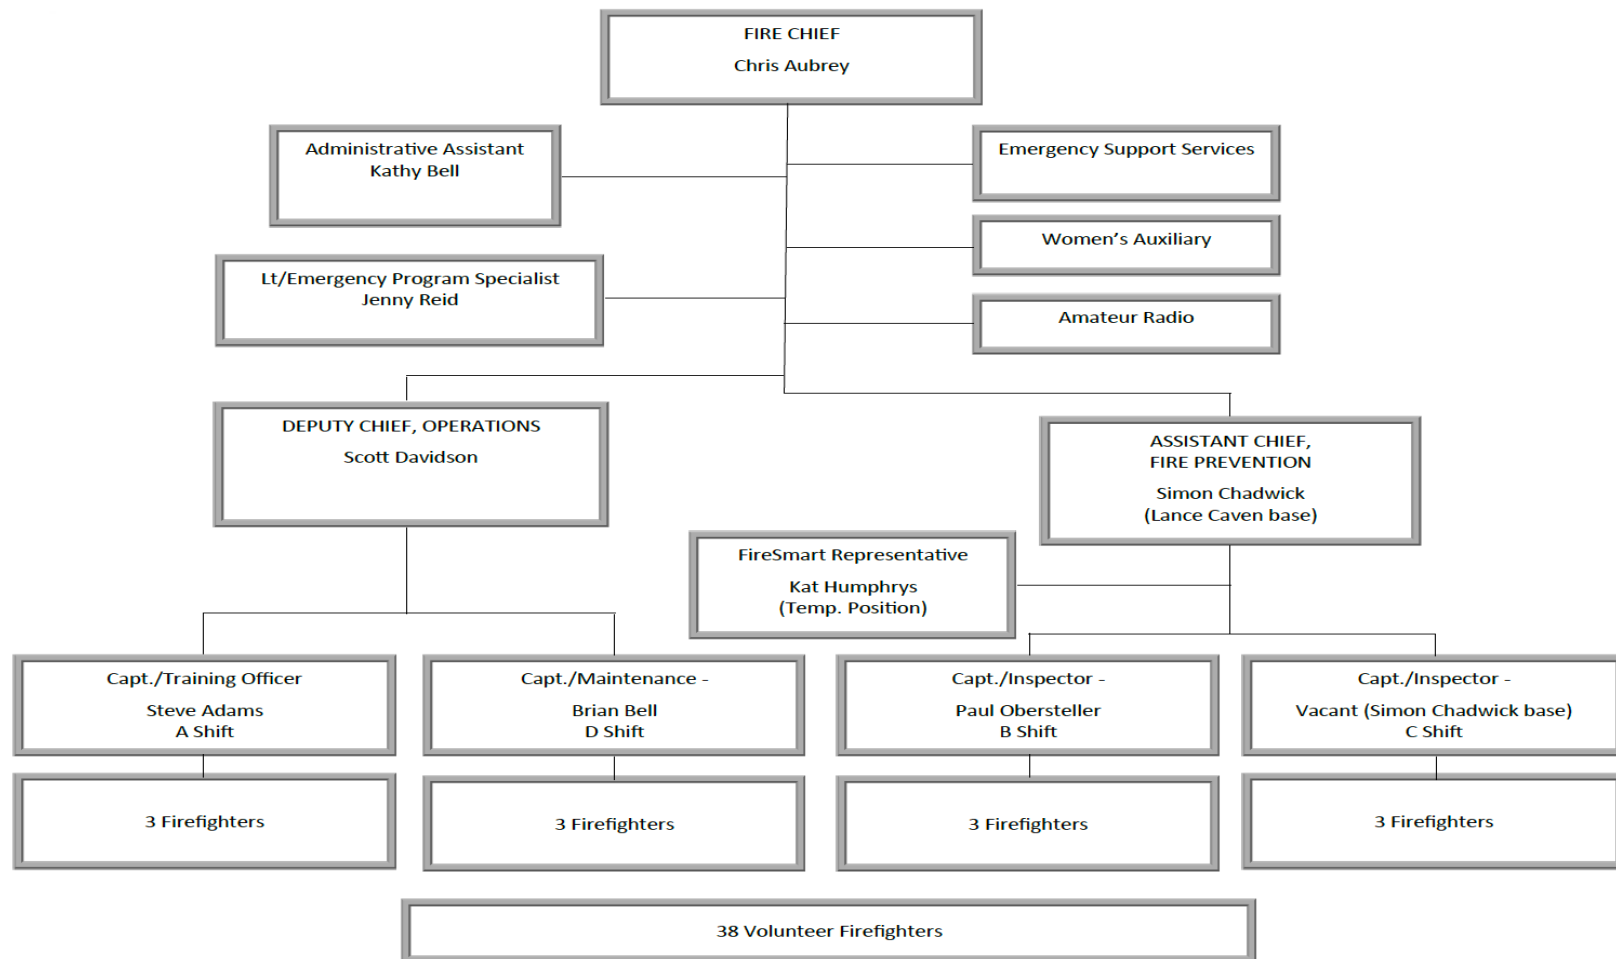 FIRE CHIEF
Chris Aubrey
Administrative Assistant
Kathy Bell
Emergency Support Services
Women’s Auxiliary
Lt/Emergency Program Specialist
Jenny Reid
Amateur Radio
DEPUTY CHIEF, OPERATIONS
Scott Davidson
ASSISTANT CHIEF,
FIRE PREVENTION
Simon Chadwick
(Lance Caven base)
FireSmart Representative
Kat Humphrys
(Temp. Position)
Capt./Training Officer
Steve Adams
A Shift
Capt./Maintenance -
Brian Bell
D Shift
Capt./Inspector -
Paul Obersteller
B Shift
Capt./Inspector -
Vacant (Simon Chadwick base)
C Shift
3 Firefighters
3 Firefighters
3 Firefighters
3 Firefighters
38 Volunteer Firefighters